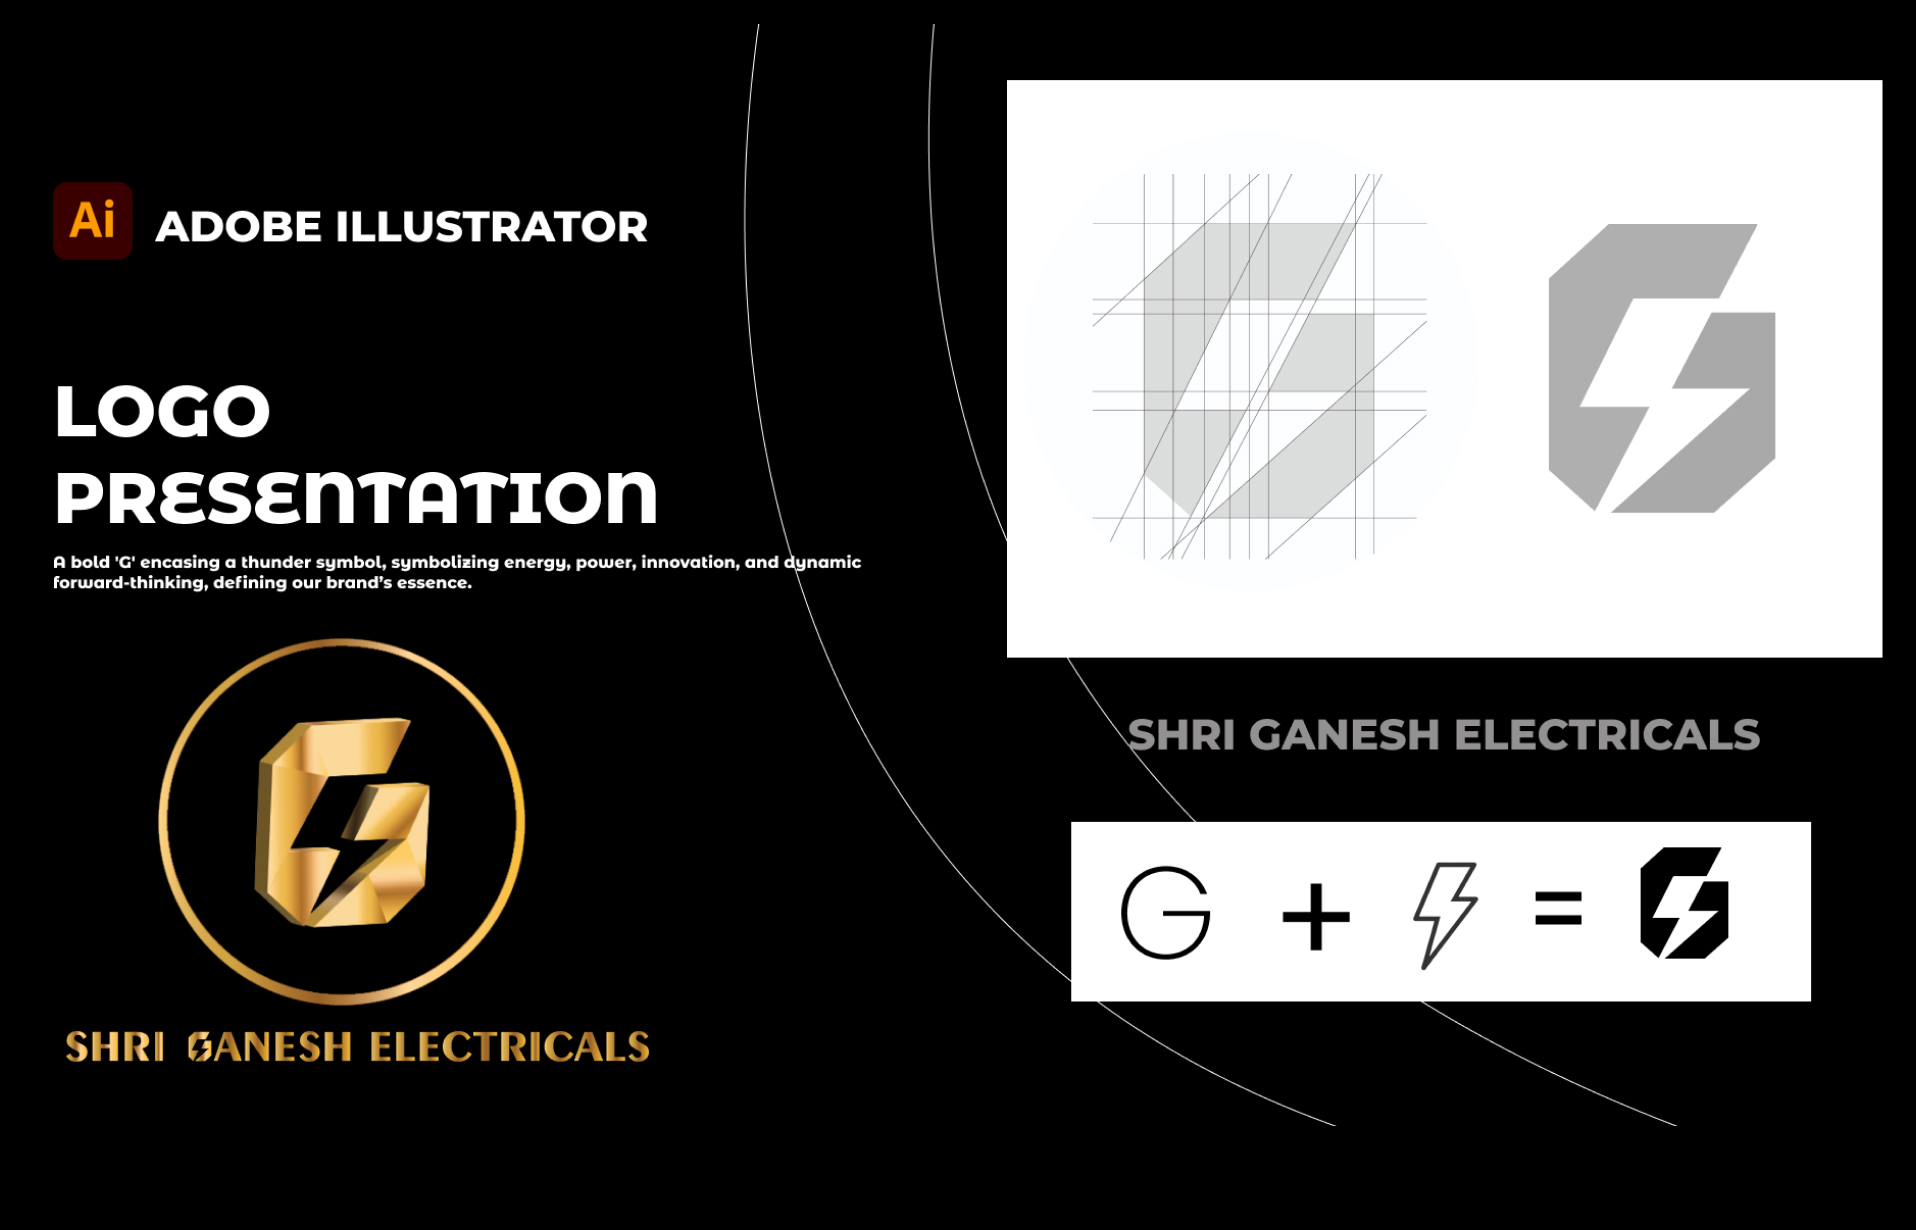 Ai
ADOBE ILLUSTRATOR
LOGO
PRESENTATION
A bold 'G' encasing a thunder symbol, symbolizing energy, power, innovation, and dynamic
forward-thinking, defining our brand’s essence.
SHRI GANESH ELECTRICALS
SHRI GANESH ELECTRICALS
G + =